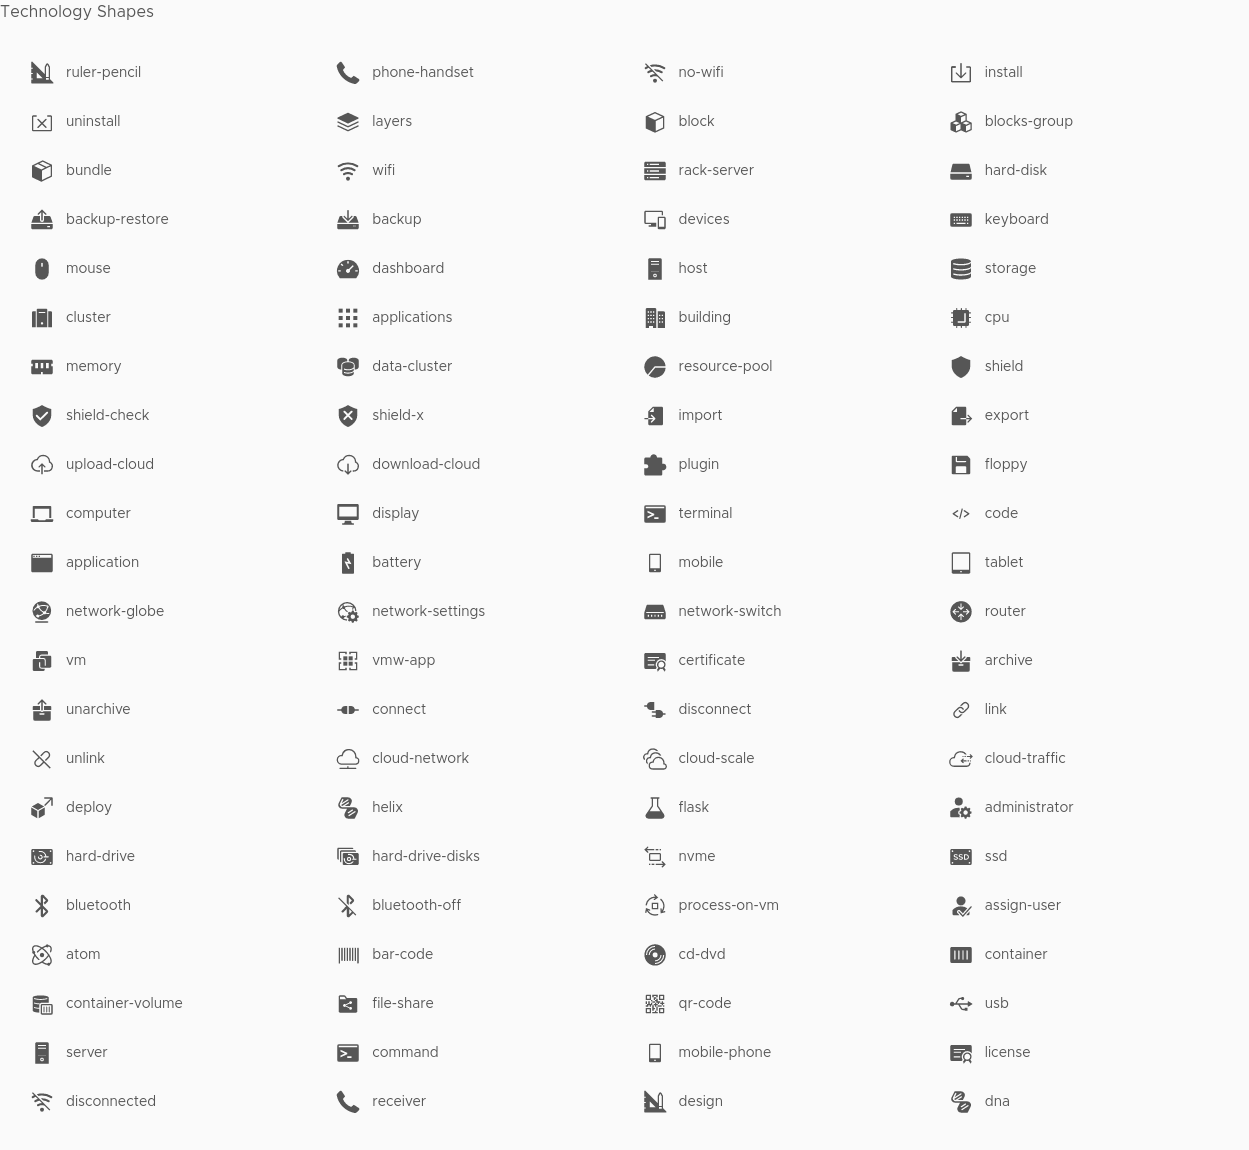 Technology Shapes
ruler-pencil phone-handset no-wifi install
uninstall layers block blocks-group
bundle wifi rack-server hard-disk
backup-restore backup devices keyboard
mouse dashboard host storage
cluster applications building cpu
memory data-cluster resource-pool shield
shield-check shield-x import export
upload-cloud download-cloud plugin floppy
computer display terminal code
application battery mobile tablet
network-globe network-settings network-switch router
vm vmw-app certificate archive
unarchive connect disconnect link
unlink cloud-network cloud-scale cloud-traffic
deploy helix flask administrator
hard-drive hard-drive-disks nvme SSD ssd
bluetooth bluetooth-off process-on-vm assign-user
atom bar-code cd-dvd container
container-volume file-share qr-code usb
server command mobile-phone license
disconnected receiver design dna